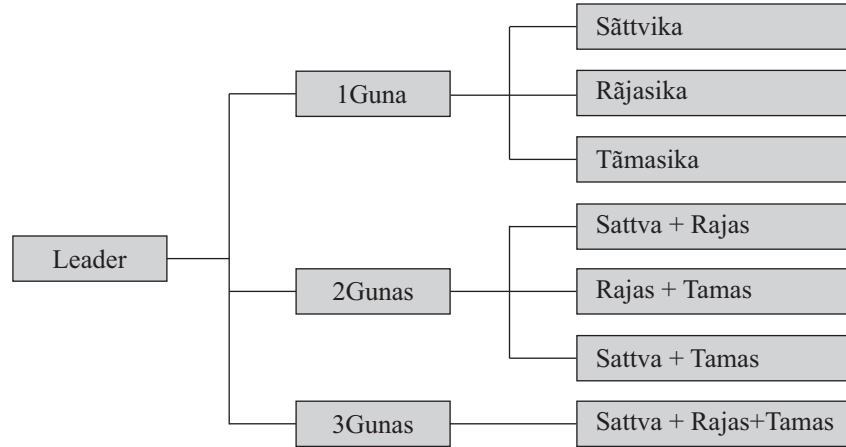 Sãttvika
1Guna
Rãjasika
Tãmasika
Leader
Sattva + Rajas
2Gunas
Rajas + Tamas
Sattva + Tamas
3Gunas
Sattva + Rajas+Tamas